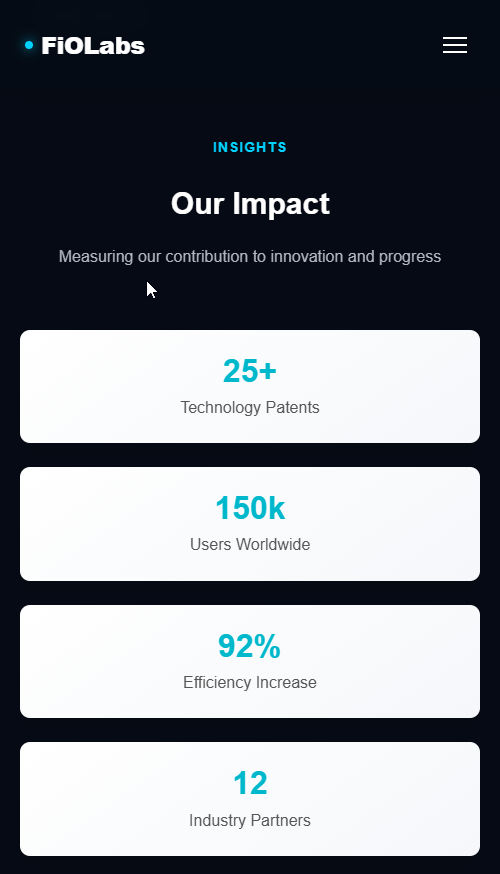 FiOLabs
INSIGHTS
Our Impact
Measuring our contribution to innovation and progress
25+
Technology Patents
150k
Users Worldwide
92%
Efficiency Increase
12
Industry Partners